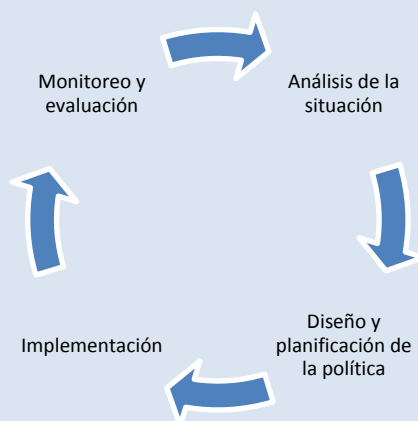 Monitoreo y
evaluación
Análisis de la
situación
Diseño y
planificación de
la política
Implementación